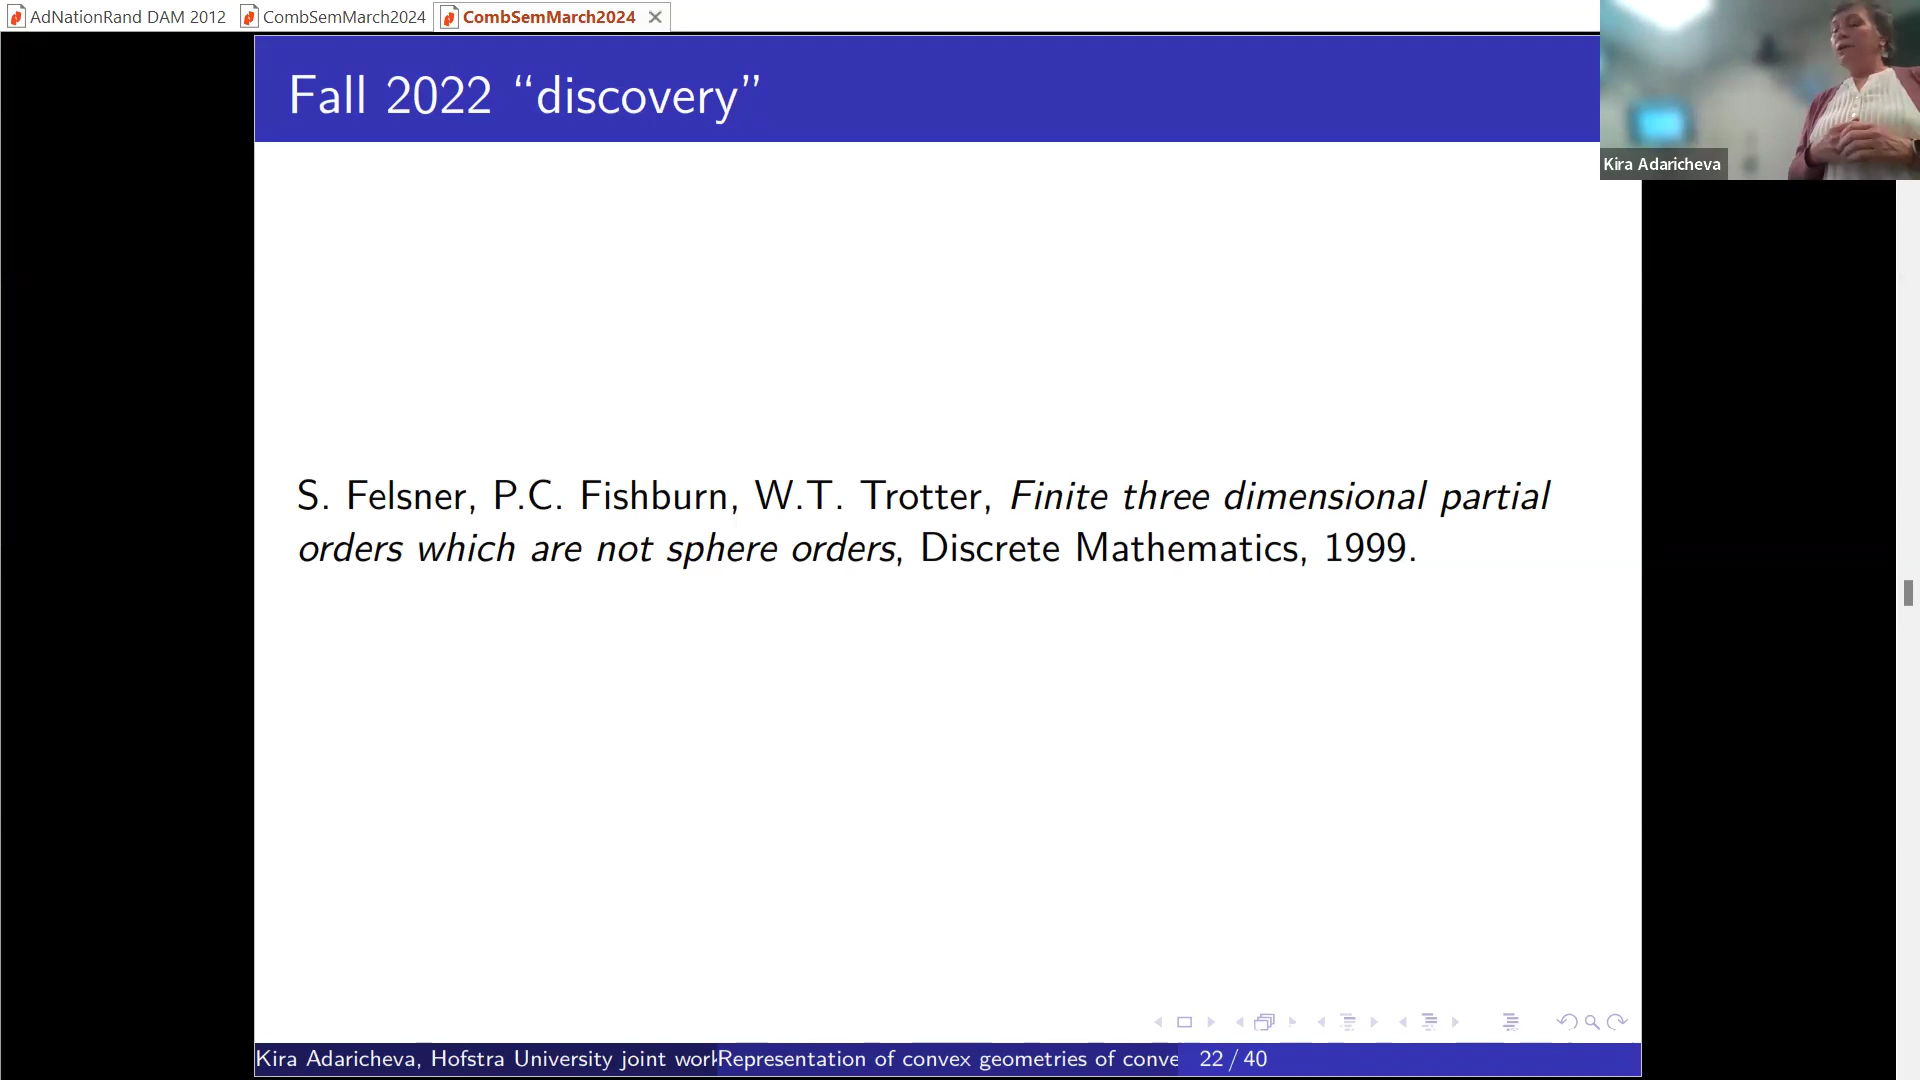 AdNationRand DAM 2012 CombSemMarch2024 CombSemMarch2024
Fall 2022 “discovery”
Kira Adaricheva
S. Felsner, P.C. Fishburn, W.T. Trotter, Finite three dimensional partial
orders which are not sphere orders, Discrete Mathematics, 1999.
Kira Adaricheva, Hofstra University joint work Representation of convex geometries of conve 22 / 40